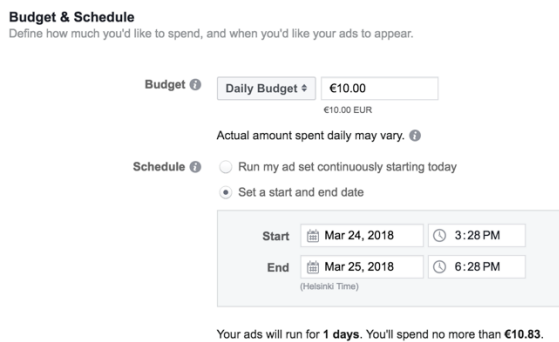 Budget & Schedule
Define how much you'd like to spend, and when you'd like your ads to appear.
Budget
Daily Budget €10.00
€10.00 EUR
Actual amount spent daily may vary.
Schedule Run my ad set continuously starting today
Set a start and end date
Start Mar 24, 2018 3:28 PM
End Mar 25, 2018 6:28 PM
(Helsinki Time)
Your ads will run for 1 days. You'll spend no more than €10.83.